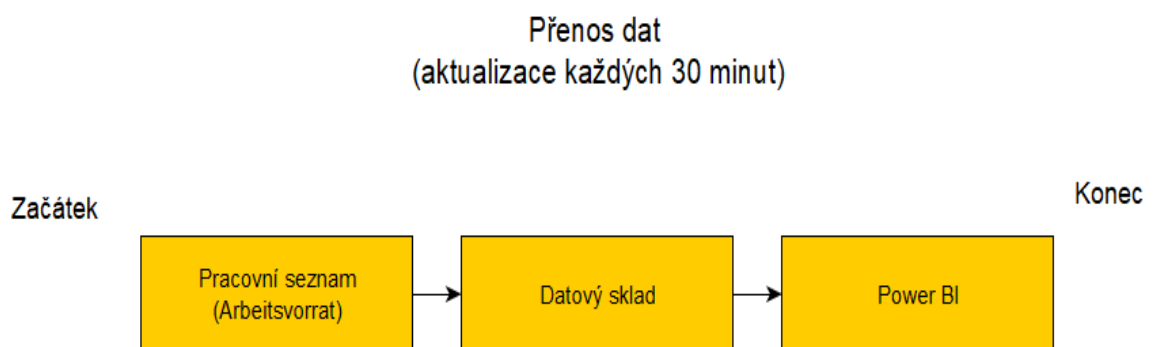 Přenos dat
(aktualizace každých 30 minut)
Začátek
Konec
Pracovní seznam
(Arbeitsvorrat)
Datový sklad
Power BI